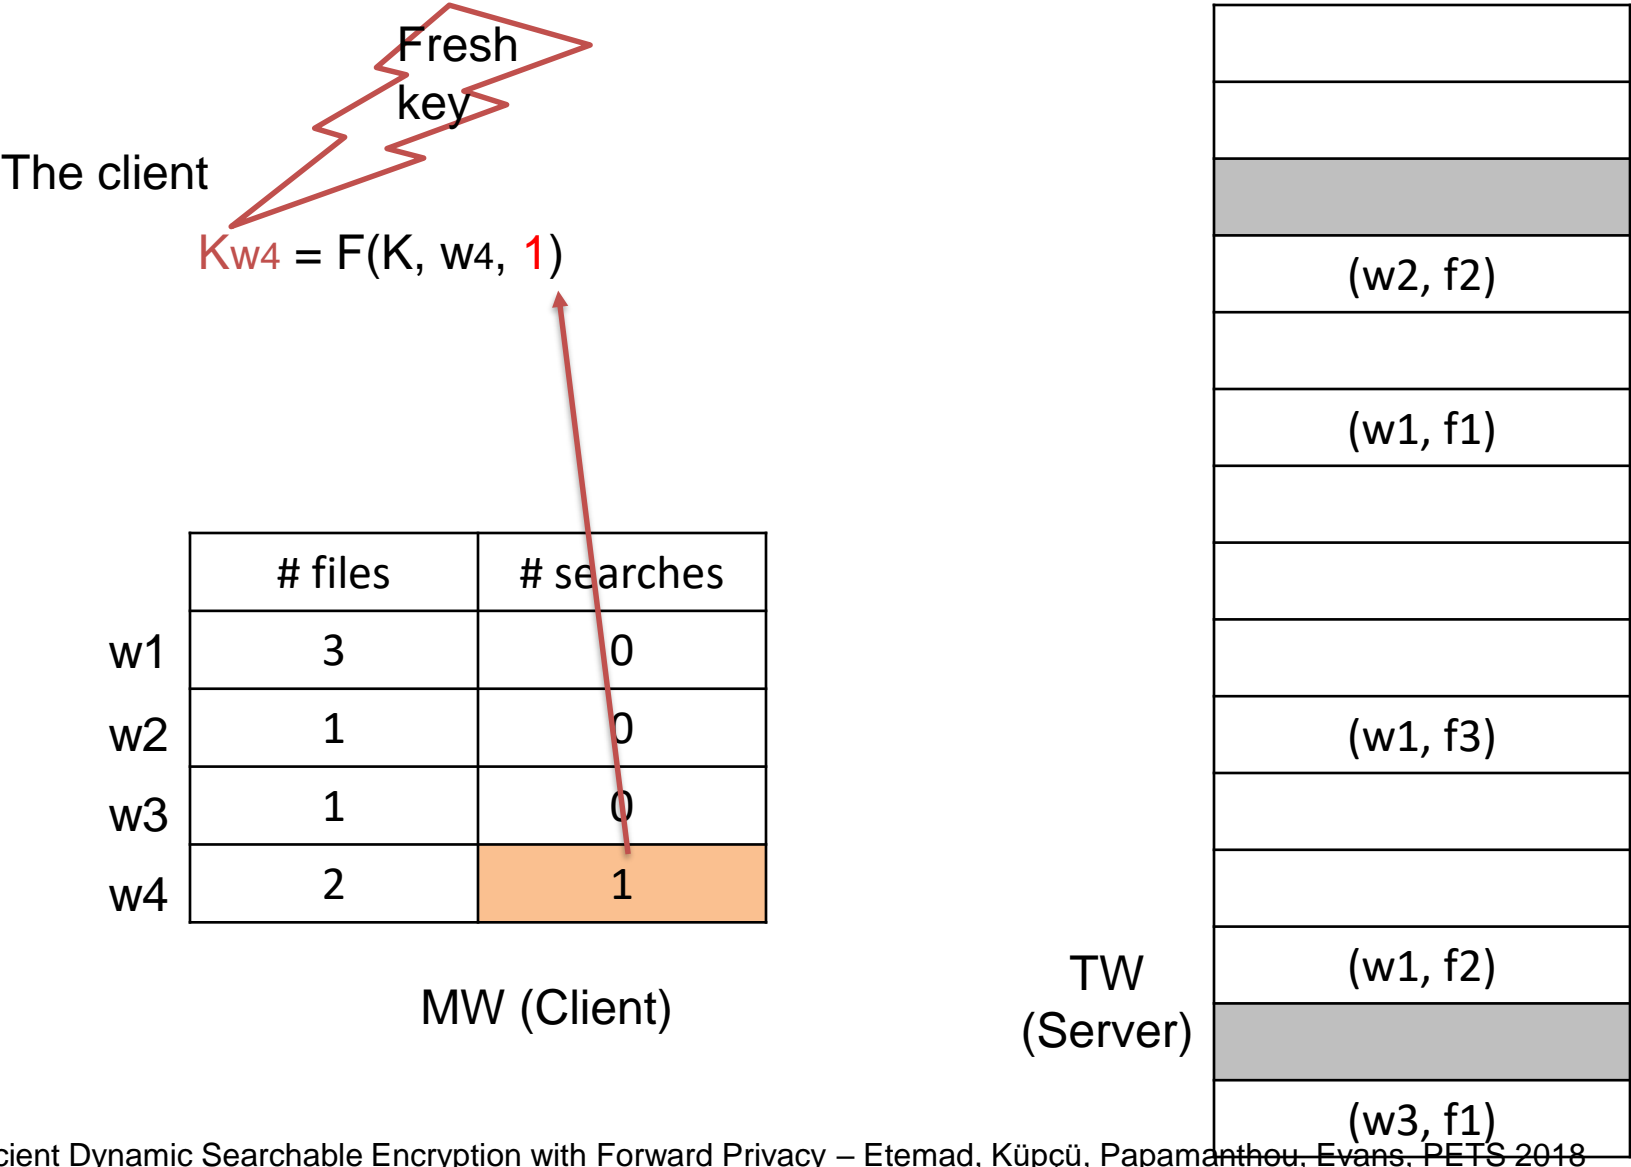 Fresh
key
The client
Kw4 = F(K, w4, 1)
# files # searches
w1 3 0
w2 1 0
w3 1 0
w4 2 1
MW (Client)
TW
(Server)
(w2, f2)
(w1, f1)
(w1, f3)
(w1, f2)
(w3, f1)
cient Dynamic Searchable Encryption with Forward Privacy – Etemad, Küpçü, Papamanthou, Evans, PETS 2018